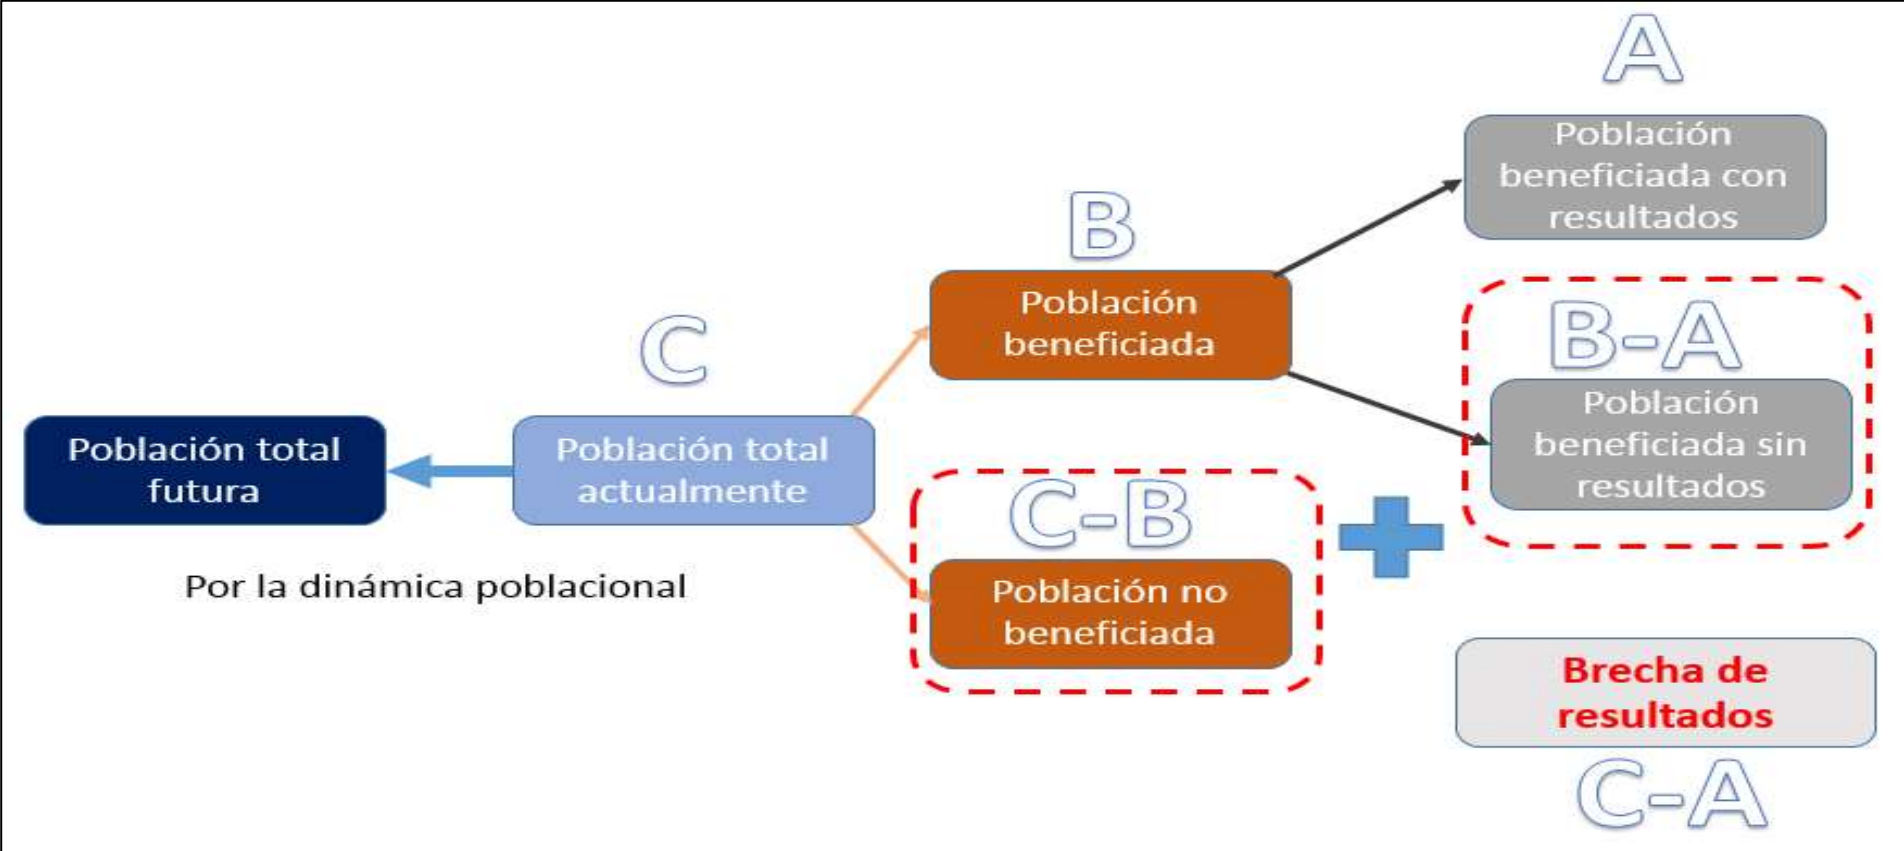 A
Población
beneficiada con
resultados
B
Población
beneficiada
B-A
Población
beneficiada sin
resultados
C
Población total
actualmente
Población total
futura
C-B
Población no
beneficiada
Por la dinámica poblacional
Brecha de
resultados
C-A